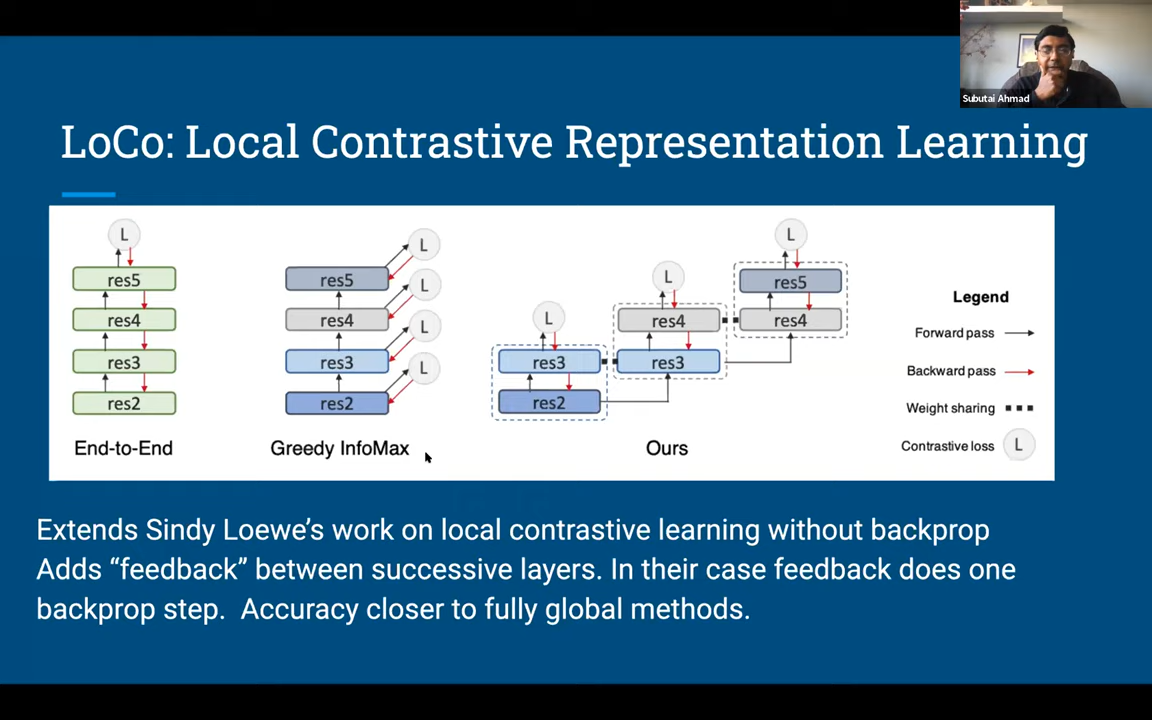 Subutai Ahmad
LoCo: Local Contrastive Representation Learning
L
res5
res4
res3
res2
End-to-End
L
L
L
L
res5
res4
res3
res2
Greedy InfoMax
L
res3
res2
L
res4
res3
L
res5
res4
Ours
Legend
Forward pass
Backward pass
Weight sharing
Contrastive loss L
Extends Sindy Loewe’s work on local contrastive learning without backprop
Adds “feedback” between successive layers. In their case feedback does one
backprop step. Accuracy closer to fully global methods.